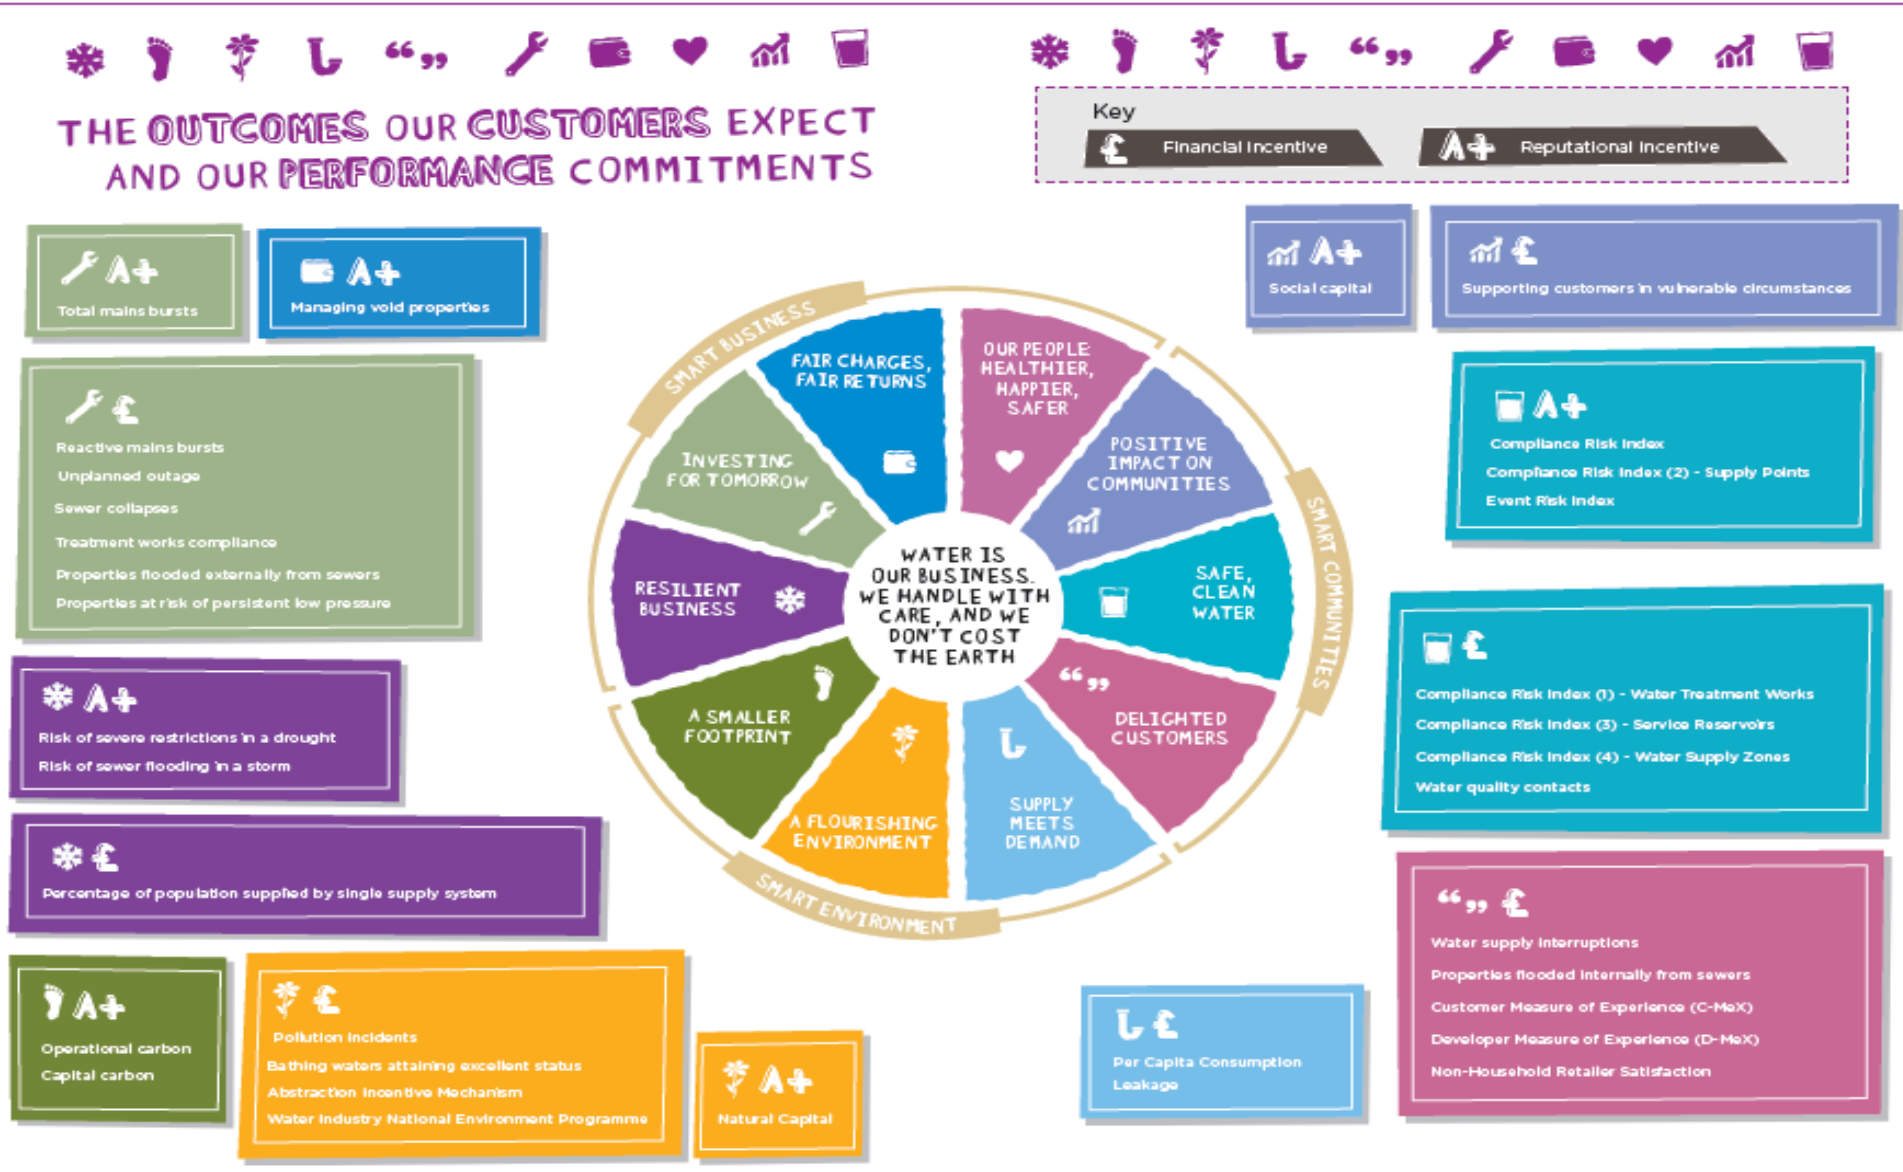 THE OUTCOMES OUR CUSTOMERS EXPECT
AND OUR PERFORMANCE COMMITMENTS
Key
£ Financial Incentive
A+ Reputational Incentive
A+
Total mains bursts
A+
Managing void properties
£
Reactive mains bursts
Unplanned outage
Sewer collapses
Treatment works compliance
Properties flooded externally from sewers
Properties at risk of persistent low pressure
A+
Risk of severe restrictions in a drought
Risk of sewer flooding in a storm
£
Percentage of population supplied by single supply system
A+
Operational carbon
Capital carbon
£
Pollution incidents
Bathing waters attaining excellent status
Abstraction Incentive Mechanism
Water Industry National Environment Programme
A+
Natural Capital
SMART BUSINESS
FAIR CHARGES,
FAIR RETURNS
INVESTING
FOR TOMORROW
RESILIENT
BUSINESS
A SMALLER
FOOTPRINT
A FLOURISHING
ENVIRONMENT
SMART ENVIRONMENT
SUPPLY
MEETS
DEMAND
DELIGHTED
CUSTOMERS
SAFE,
CLEAN
WATER
SMART COMMUNITIES
POSITIVE
IMPACT ON
COMMUNITIES
OUR PEOPLE:
HEALTHIER,
HAPPIER,
SAFER
WATER IS
OUR BUSINESS.
WE HANDLE WITH
CARE, AND WE
DON'T COST
THE EARTH
A+
Social capital
£
Supporting customers in vulnerable circumstances
A+
Compliance Risk Index
Compliance Risk Index (2) - Supply Points
Event Risk Index
£
Compliance Risk Index (1) - Water Treatment Works
Compliance Risk Index (3) - Service Reservoirs
Compliance Risk Index (4) - Water Supply Zones
Water quality contacts
£
Water supply interruptions
Properties flooded internally from sewers
Customer Measure of Experience (C-MeX)
Developer Measure of Experience (D-MeX)
Non-Household Retailer Satisfaction
£
Per Capita Consumption
Leakage